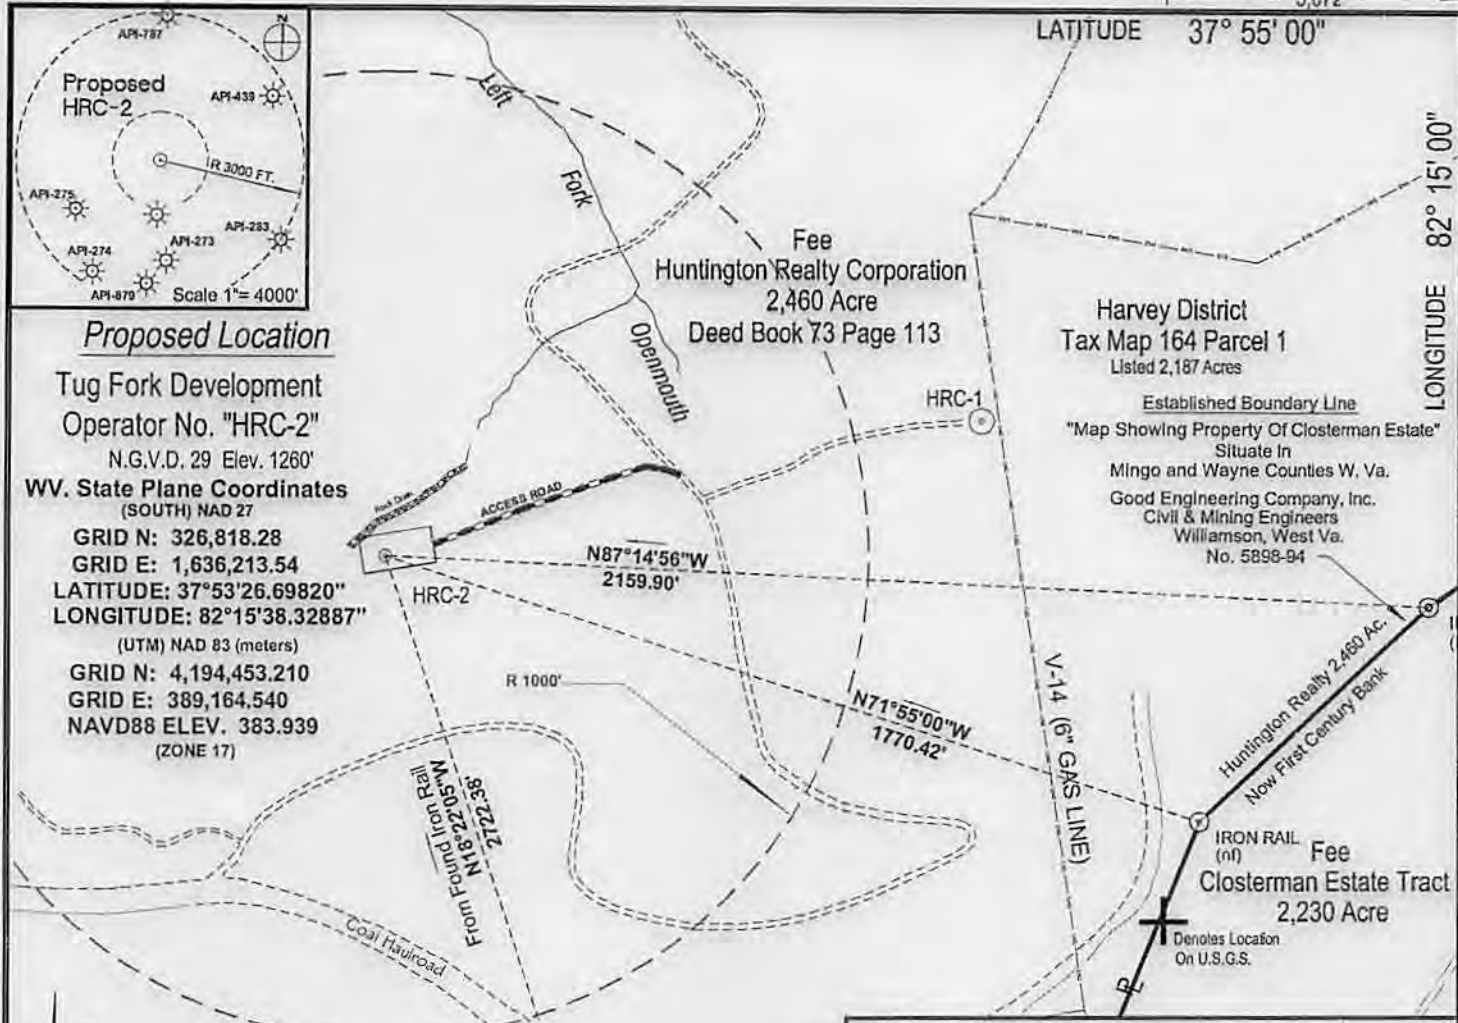 3,072
LATITUDE 37° 55' 00"
LONGITUDE 82° 15' 00"
N
API-787
Proposed
HRC-2
API-439
R 3000 FT.
API-275
API-283
API-273
API-274
API-879
Scale 1"= 4000'
Proposed Location
Tug Fork Development
Operator No. "HRC-2"
N.G.V.D. 29 Elev. 1260'
WV. State Plane Coordinates
(SOUTH) NAD 27
GRID N: 326,818.28
GRID E: 1,636,213.54
LATITUDE: 37°53'26.69820"
LONGITUDE: 82°15'38.32887"
(UTM) NAD 83 (meters)
GRID N: 4,194,453.210
GRID E: 389,164.540
NAVD88 ELEV. 383.939
(ZONE 17)
Left
Fork
Openmouth
Fee
Huntington Realty Corporation
2,460 Acre
Deed Book 73 Page 113
Harvey District
Tax Map 164 Parcel 1
Listed 2,187 Acres
Established Boundary Line
"Map Showing Property Of Closterman Estate"
Situate In
Mingo and Wayne Counties W. Va.
Good Engineering Company, Inc.
Civil & Mining Engineers
Williamson, West Va.
No. 5898-94
HRC-1
Rock Drain
ACCESS ROAD
HRC-2
N87°14'56"W
2159.90'
R 1000'
N71°55'00"W
1770.42'
From Found Iron Rail
N18°22'05"W
2722.38'
V-14 (6" GAS LINE)
Huntington Realty 2,460 Ac.
Now First Century Bank
IRON RAIL
(nf)
Fee
Closterman Estate Tract
2,230 Acre
Denotes Location
On U.S.G.S.
PL
Coal Haulroad